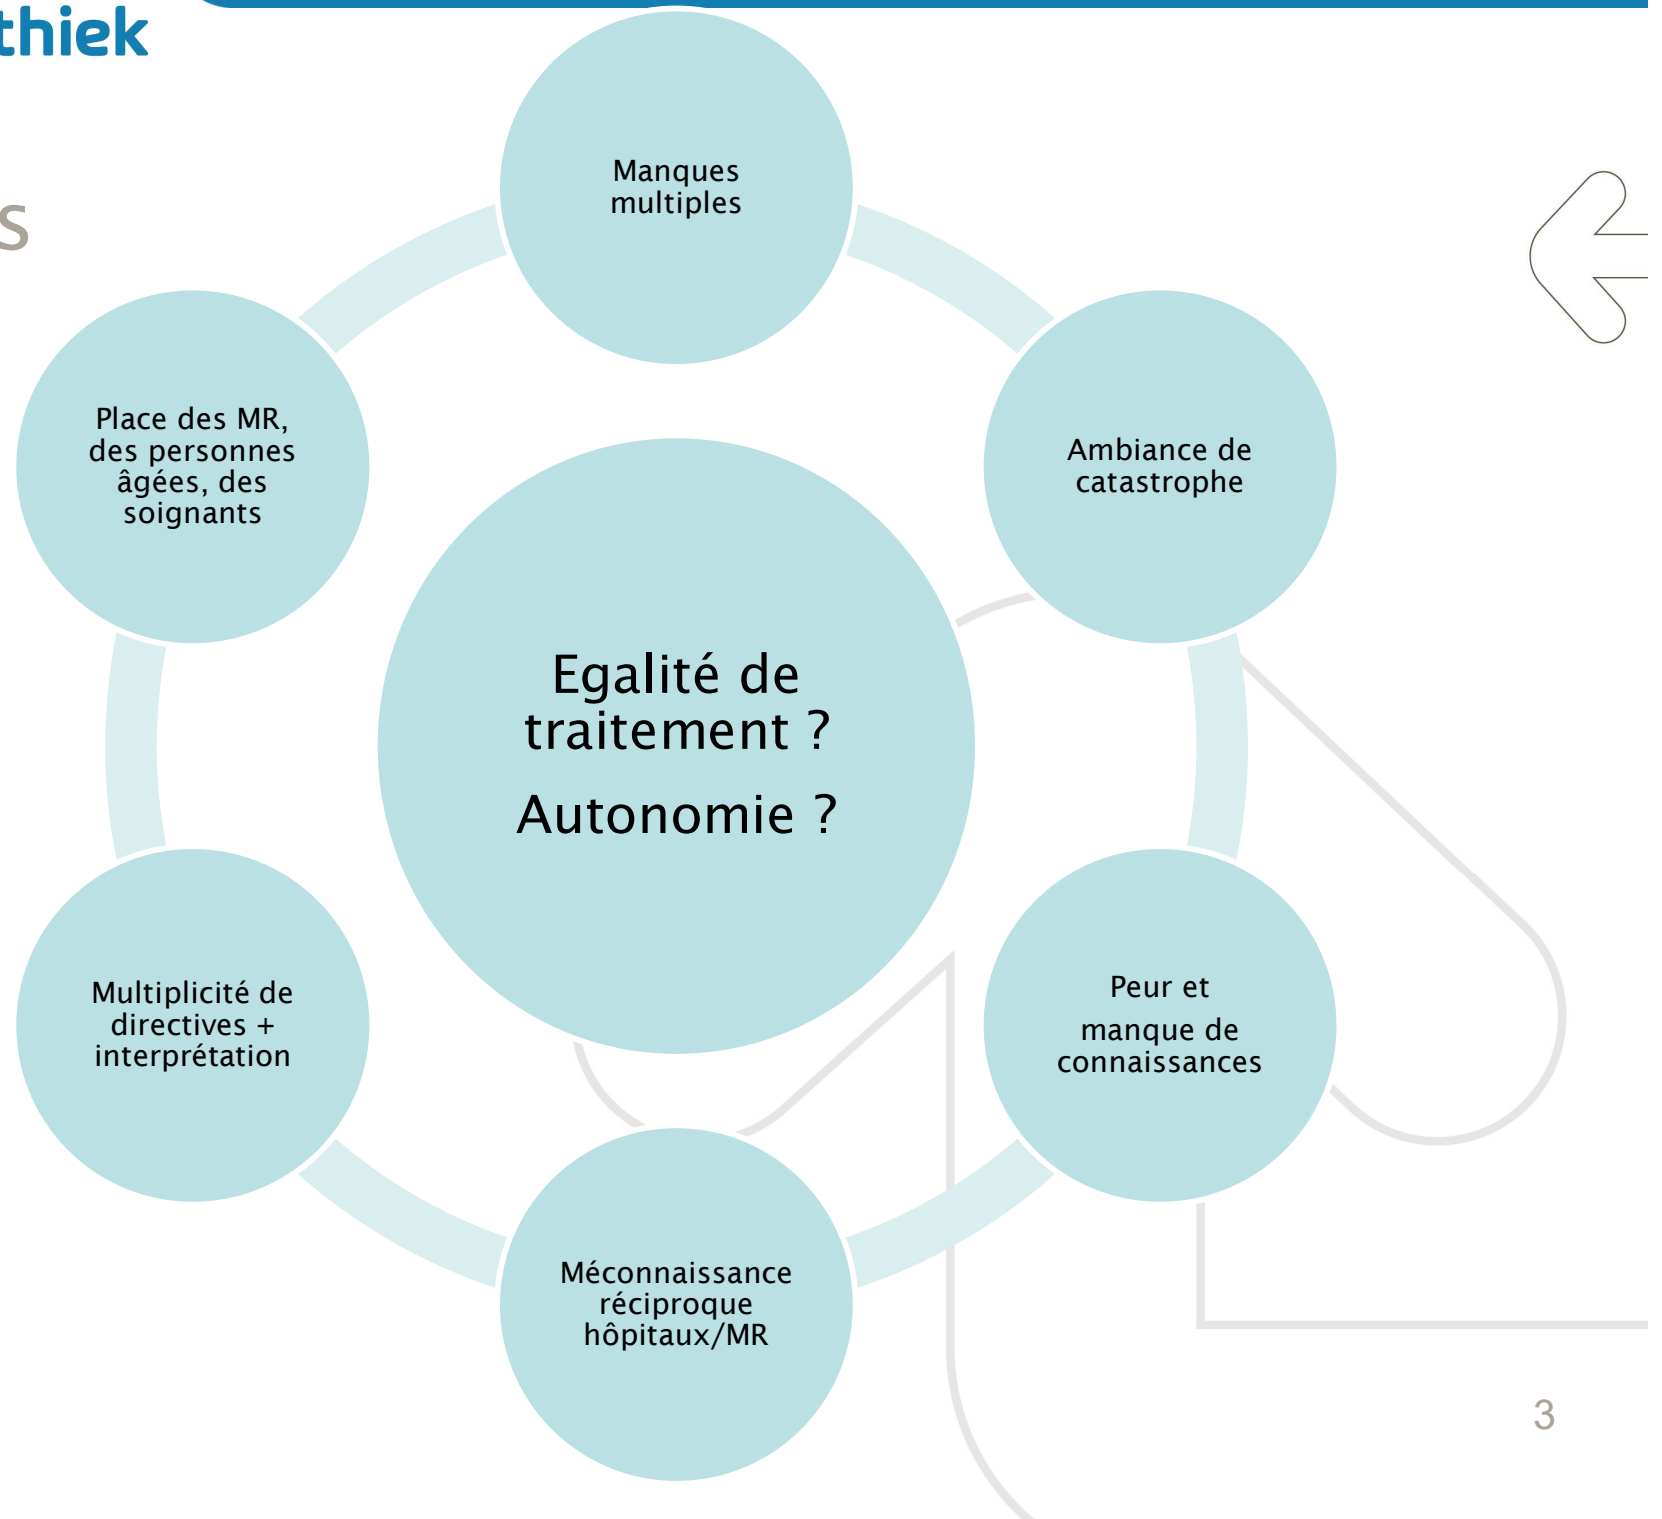 thiek
s
Manques
multiples
Ambiance de
catastrophe
Peur et
manque de
connaissances
Méconnaissance
réciproque
hôpitaux/MR
Multiplicité de
directives +
interprétation
Place des MR,
des personnes
âgées, des
soignants
Egalité de
traitement ?
Autonomie ?
3